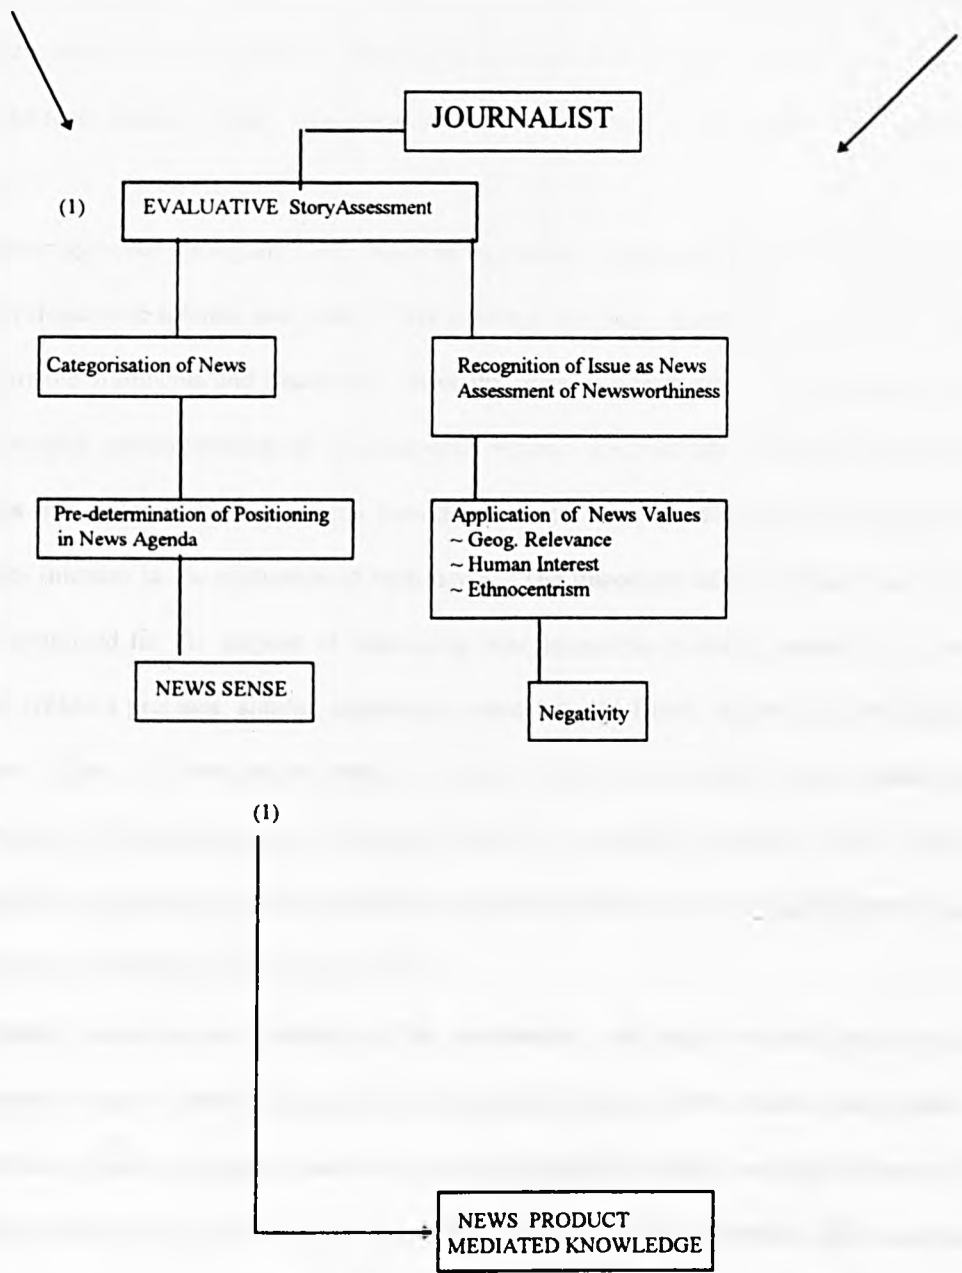 JOURNALIST
(1)
EVALUATIVE StoryAssessment
Categorisation of News
Recognition of Issue as News
Assessment of Newsworthiness
Pre-determination of Positioning
in News Agenda
Application of News Values
~ Geog. Relevance
~ Human Interest
~ Ethnocentrism
NEWS SENSE
Negativity
(1)
NEWS PRODUCT
MEDIATED KNOWLEDGE